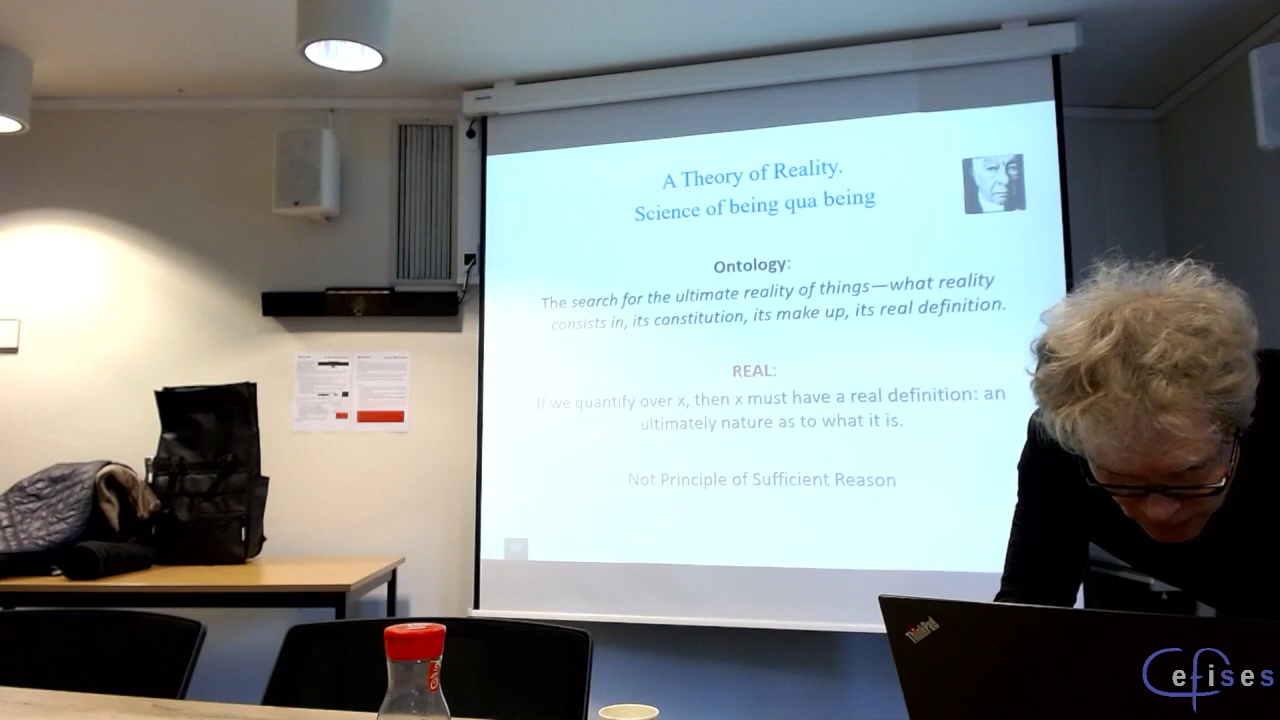 A Theory of Reality.
Science of being qua being
Ontology:
The search for the ultimate reality of things—what reality
consists in, its constitution, its make up, its real definition.
REAL:
If we quantify over x, then x must have a real definition: an
ultimately nature as to what it is.
Not Principle of Sufficient Reason
ThinkPad
Cefises